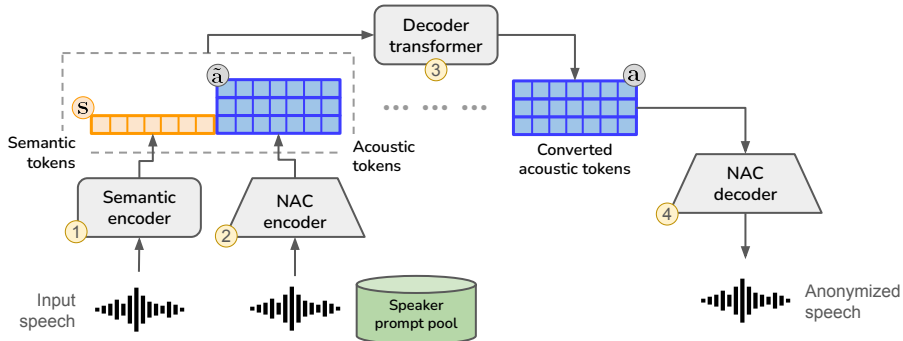 Decoder
transformer
3
ã
a
s
Semantic
tokens
Acoustic
tokens
... ... ...
Converted
acoustic tokens
Semantic
encoder
1
NAC
encoder
2
NAC
decoder
4
Input
speech
Speaker
prompt pool
Anonymized
speech